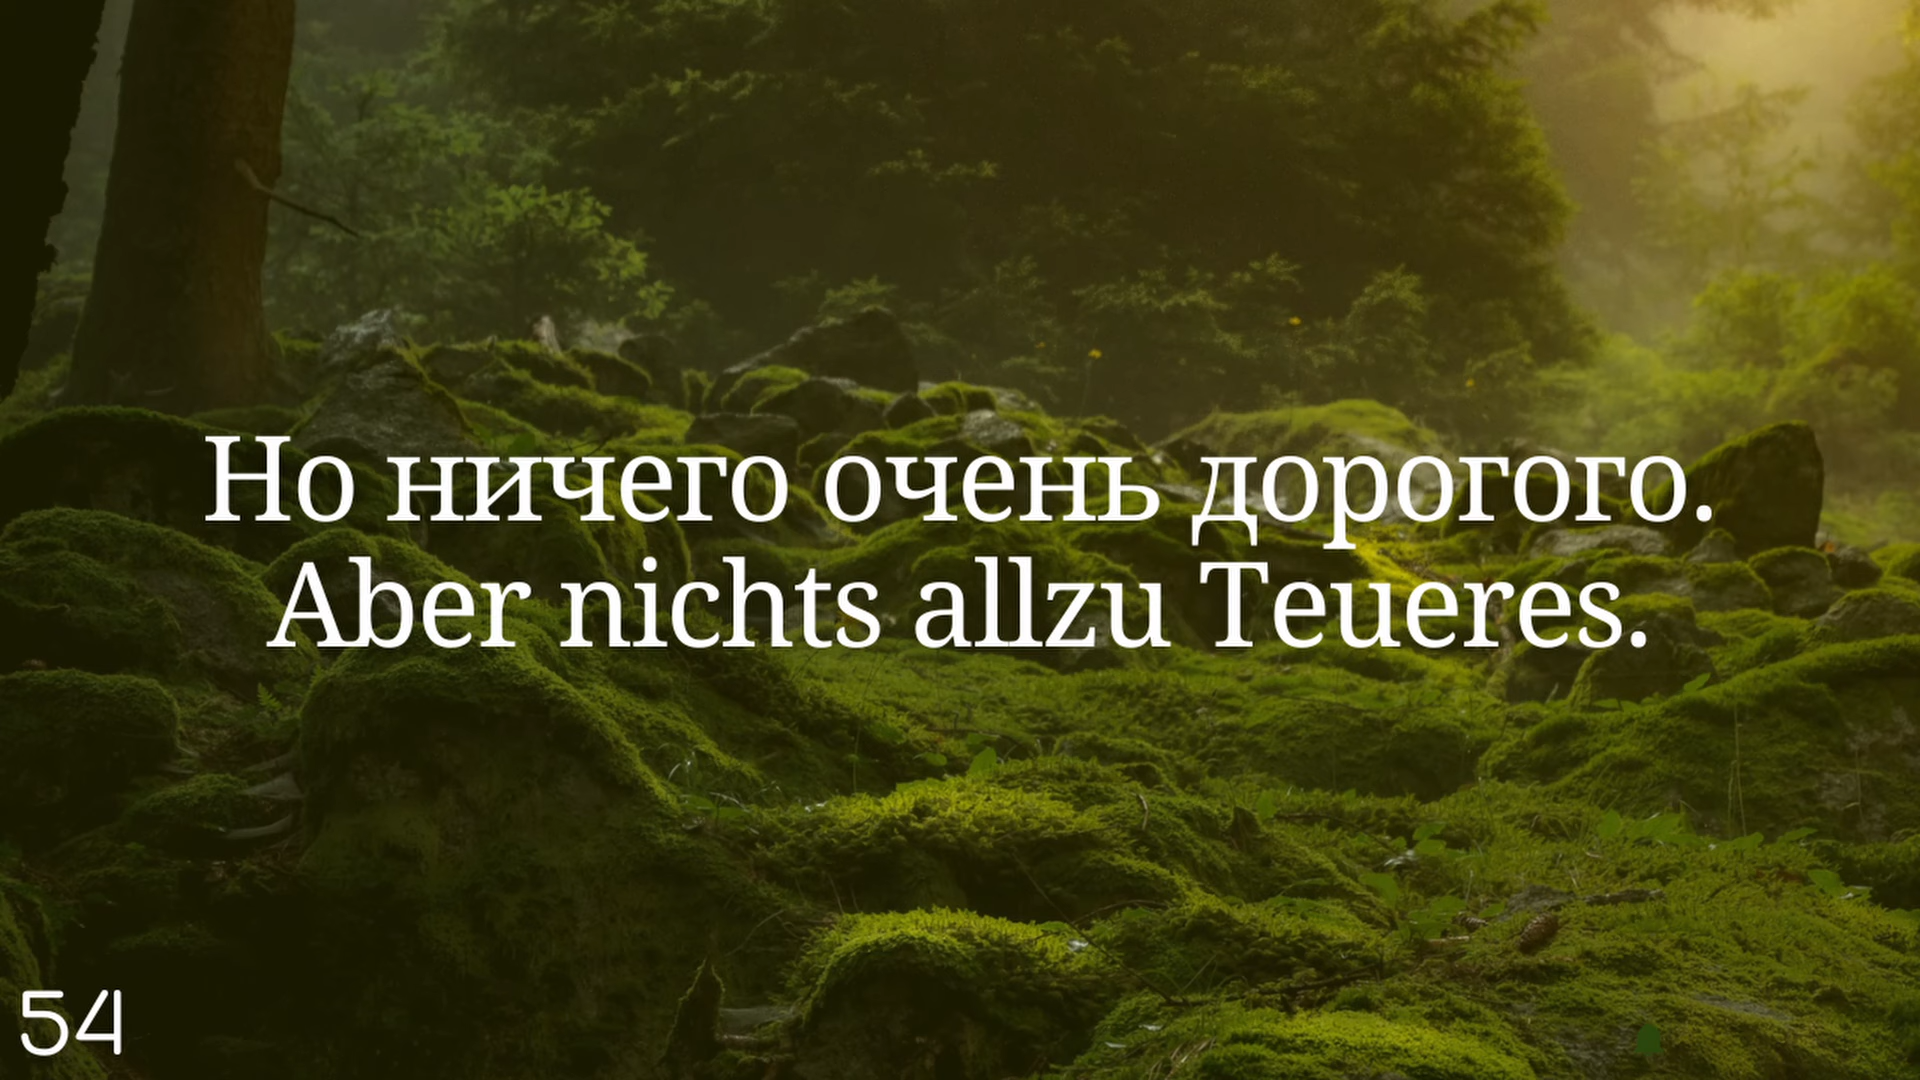 Но ничего очень дорогого.
Aber nichts allzu Teueres.
54